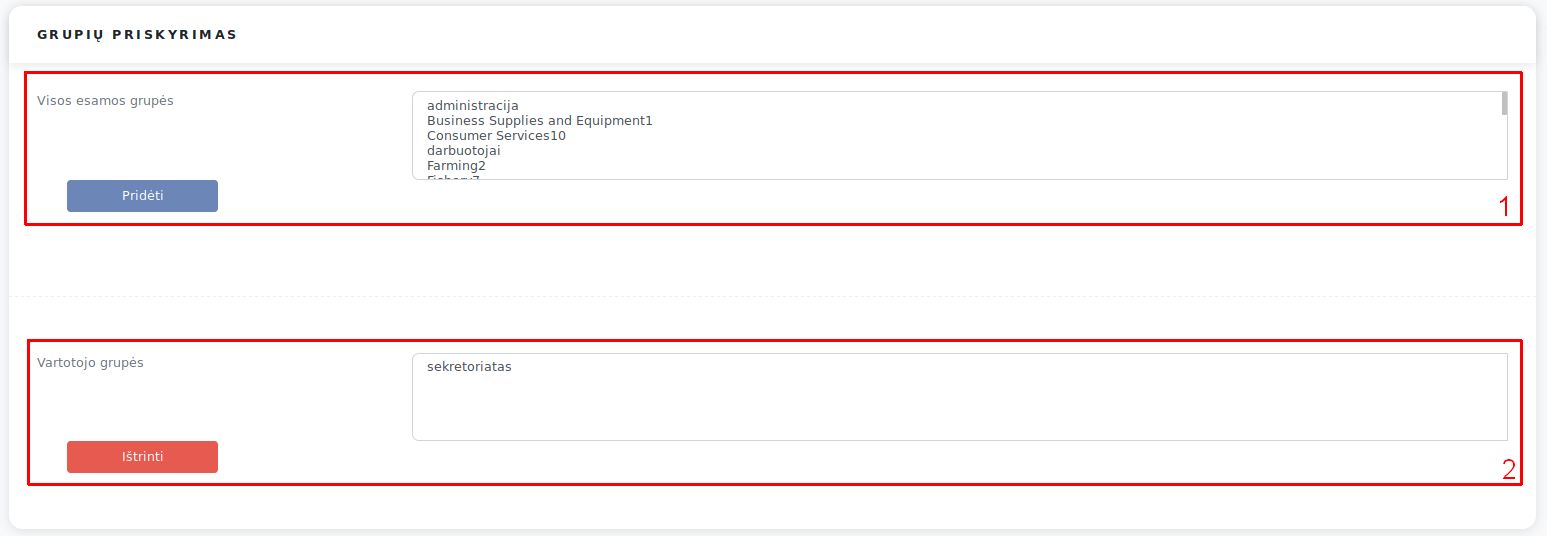 GRUPIŲ PRISKYRIMAS
Visos esamos grupės
administracija
Business Supplies and Equipment1
Consumer Services10
darbuotojai
Farming2
Pridėti
1
Vartotojo grupės
sekretoriatas
Ištrinti
2